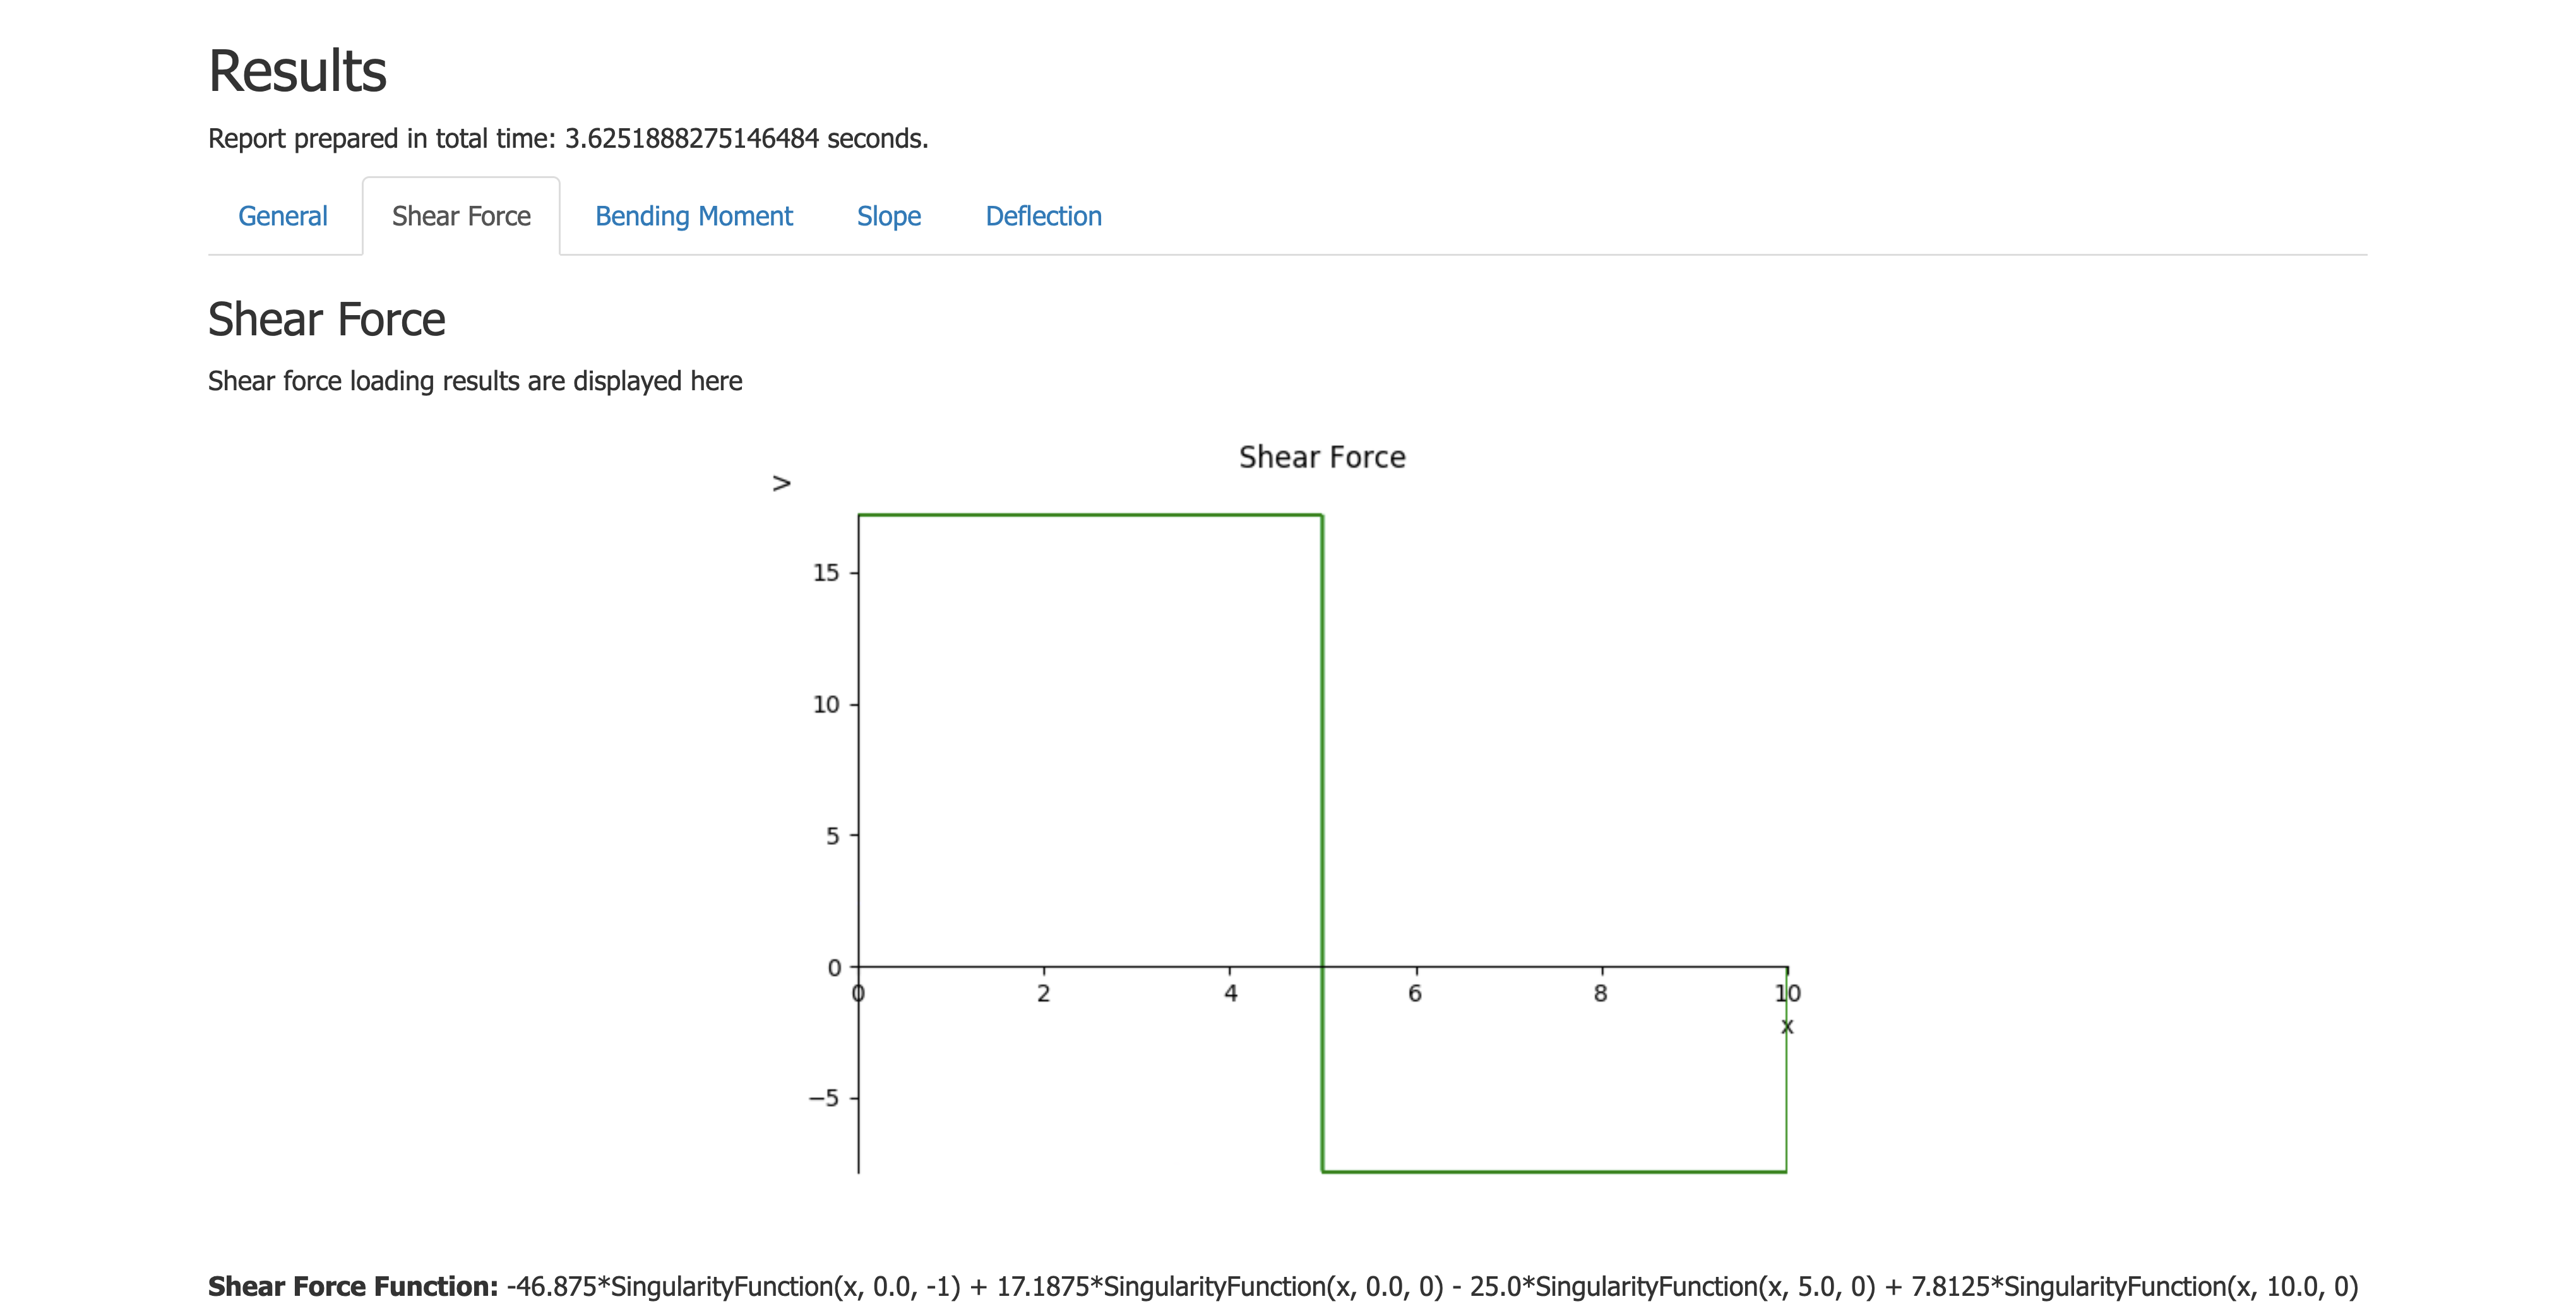 Results
Report prepared in total time: 3.6251888275146484 seconds.
General Shear Force Bending Moment Slope Deflection
Shear Force
Shear force loading results are displayed here
Shear Force
>
15
10
5
0
0 2 4 6 8 10
x
−5
Shear Force Function: -46.875*SingularityFunction(x, 0.0, -1) + 17.1875*SingularityFunction(x, 0.0, 0) - 25.0*SingularityFunction(x, 5.0, 0) + 7.8125*SingularityFunction(x, 10.0, 0)